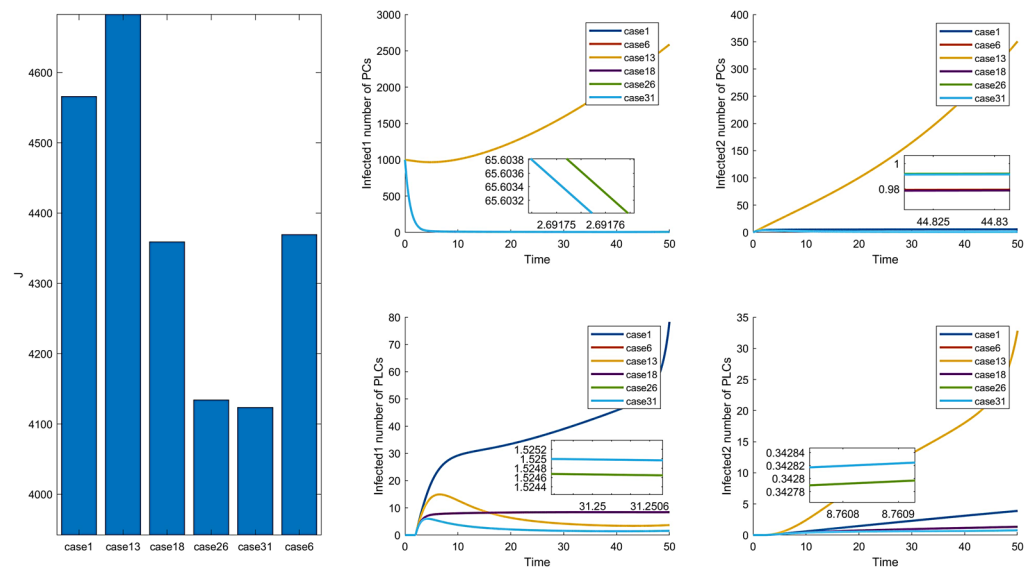 J
4600
4500
4400
4300
4200
4100
4000
case1 case13 case18 case26 case31 case6
Infected1 number of PCs
3000
2500
2000
1500
1000
500
0
0 10 20 30 40 50
Time
case1
case6
case13
case18
case26
case31
65.6038
65.6036
65.6034
65.6032
2.69175 2.69176
Infected2 number of PCs
400
350
300
250
200
150
100
50
0
0 10 20 30 40 50
Time
case1
case6
case13
case18
case26
case31
1
0.98
44.825 44.83
Infected1 number of PLCs
80
70
60
50
40
30
20
10
0
0 10 20 30 40 50
Time
case1
case6
case13
case18
case26
case31
1.5252
1.525
1.5248
1.5246
1.5244
31.25 31.2506
Infected2 number of PLCs
35
30
25
20
15
10
5
0
0 10 20 30 40 50
Time
case1
case6
case13
case18
case26
case31
0.34284
0.34282
0.3428
0.34278
8.7608 8.7609